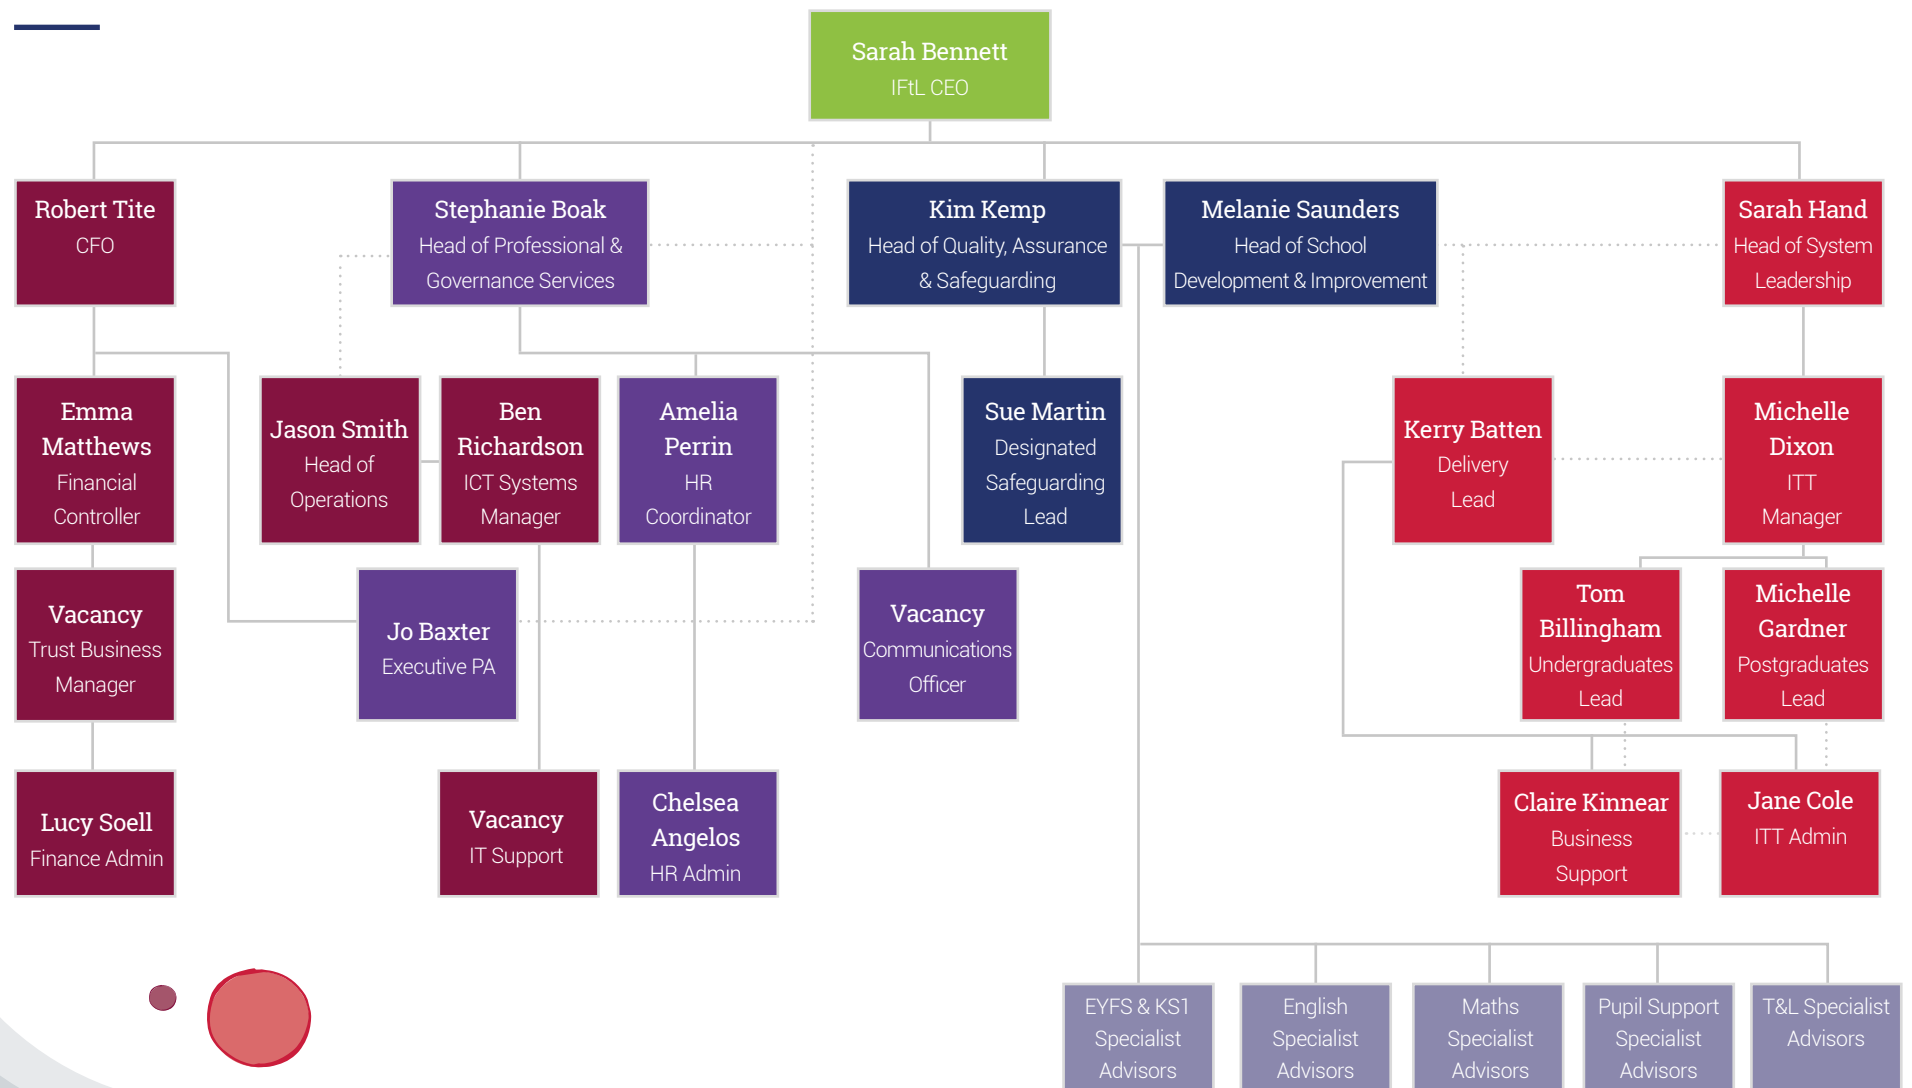 Sarah Bennett
IFtL CEO
Robert Tite
CFO
Stephanie Boak
Head of Professional &
Governance Services
Kim Kemp
Head of Quality, Assurance
& Safeguarding
Melanie Saunders
Head of School
Development & Improvement
Sarah Hand
Head of System
Leadership
Emma
Matthews
Financial
Controller
Jason Smith
Head of
Operations
Ben
Richardson
ICT Systems
Manager
Amelia
Perrin
HR
Coordinator
Sue Martin
Designated
Safeguarding
Lead
Kerry Batten
Delivery
Lead
Michelle
Dixon
ITT
Manager
Vacancy
Trust Business
Manager
Jo Baxter
Executive PA
Vacancy
Communications
Officer
Tom
Billingham
Undergraduates
Lead
Michelle
Gardner
Postgraduates
Lead
Lucy Soell
Finance Admin
Vacancy
IT Support
Chelsea
Angelos
HR Admin
Claire Kinnear
Business
Support
Jane Cole
ITT Admin
EYFS & KS1
Specialist
Advisors
English
Specialist
Advisors
Maths
Specialist
Advisors
Pupil Support
Specialist
Advisors
T&L Specialist
Advisors